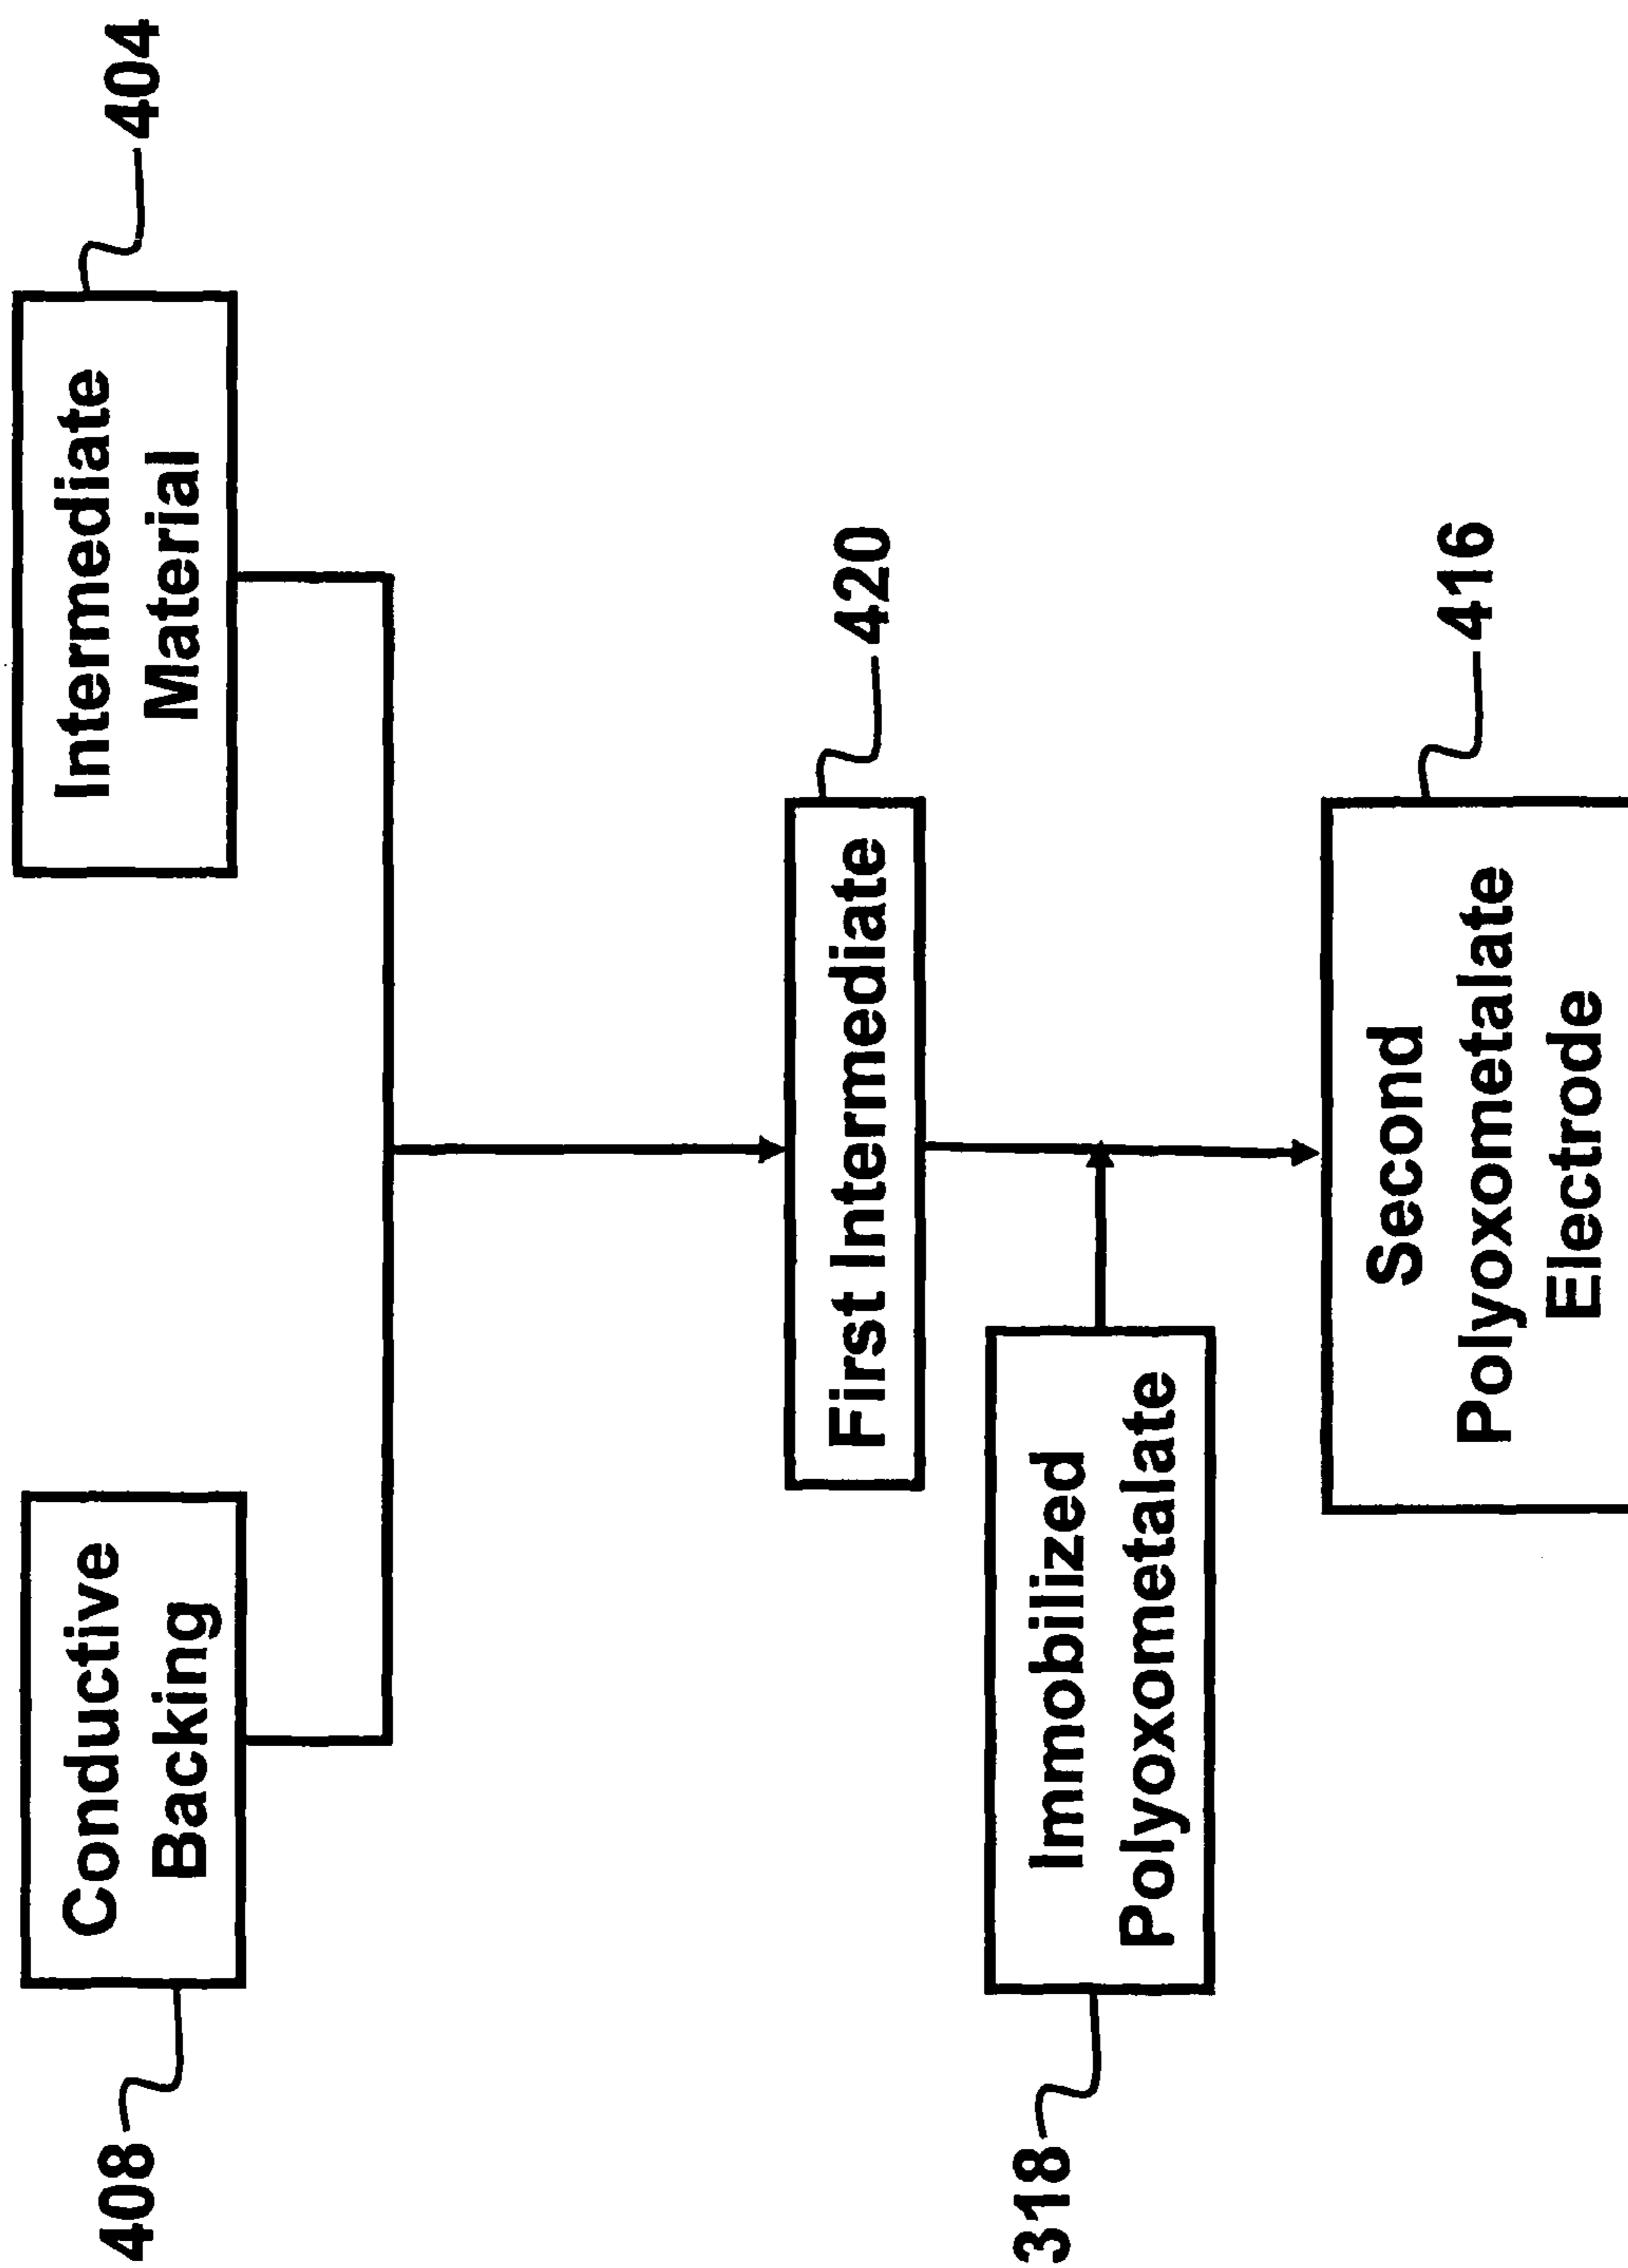 408
Conductive
Backing
Intermediate
Material
404
First Intermediate
420
318
Immobilized
Polyoxometalate
Second
Polyoxometalate
Electrode
416